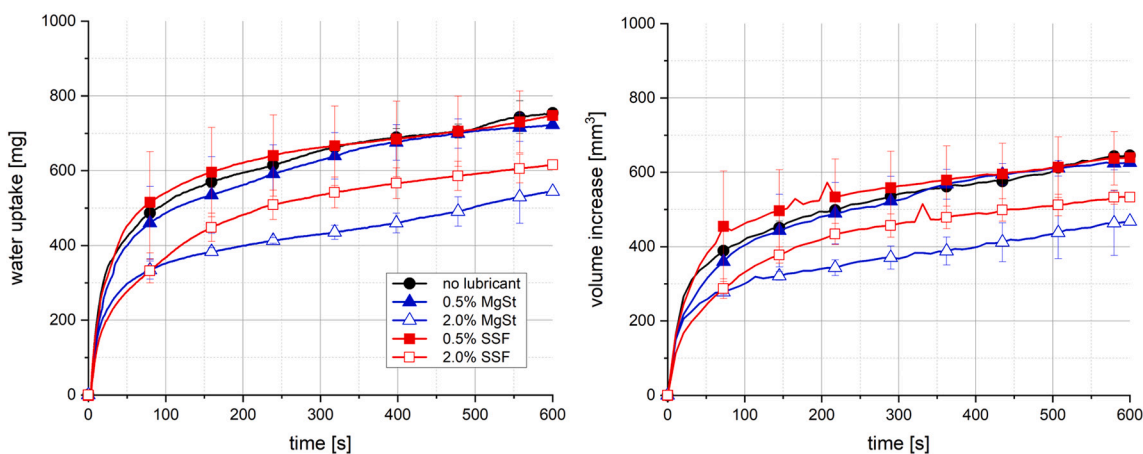 1000
800
600
400
200
0
0 100 200 300 400 500 600
water uptake [mg]
time [s]
no lubricant
0.5% MgSt
2.0% MgSt
0.5% SSF
2.0% SSF
1000
800
600
400
200
0
0 100 200 300 400 500 600
volume increase [mm³]
time [s]